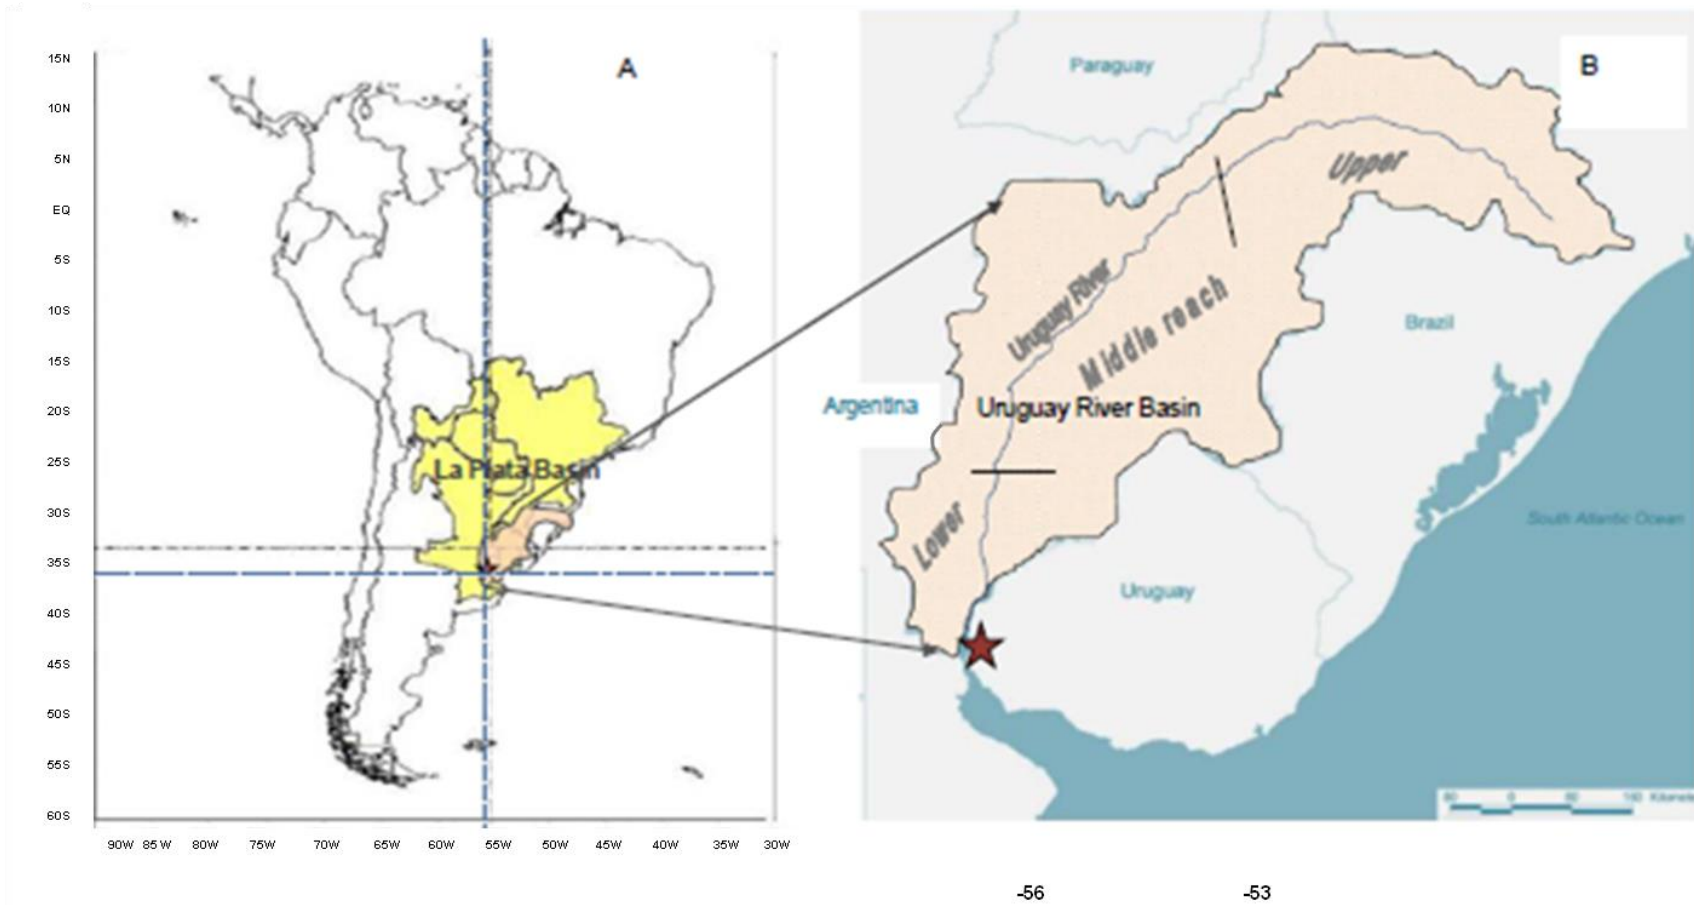 A
15N
10N
5N
EQ
5S
10S
15S
20S
25S
30S
35S
40S
45S
50S
55S
60S
La Plata Basin
90W 85 W 80W 75W 70W 65W 60W 55W 50W 45W 40W 35W 30W
B
Paraguay
Upper
Uruguay River
Middle reach
Brazil
Argentina
Uruguay River Basin
Lower
South Atlantic Ocean
Uruguay
-56 -53